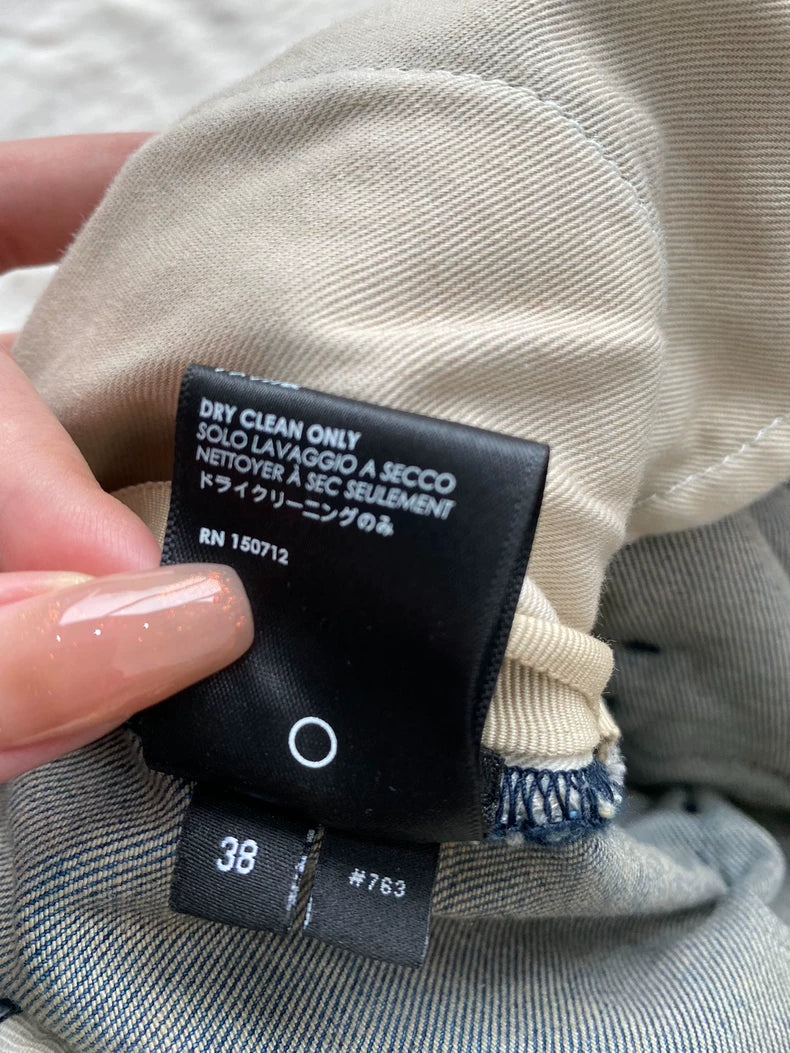 DRY CLEAN ONLY
SOLO LAVAGGIO A SECCO
NETTOYER À SEC SEULEMENT
ドライクリーニングのみ
RN 150712
38
#763